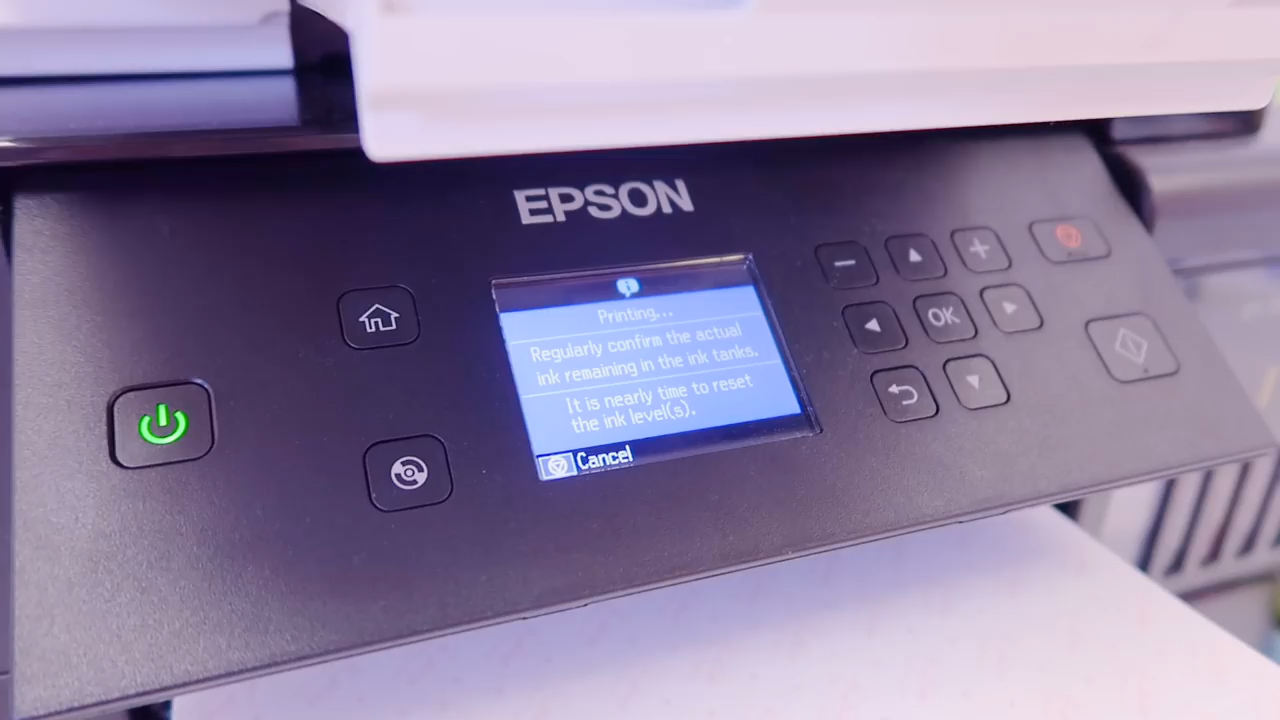 EPSON
Printing...
Regularly confirm the actual
ink remaining in the ink tanks.
It is nearly time to reset
the ink level(s).
Cancel
OK